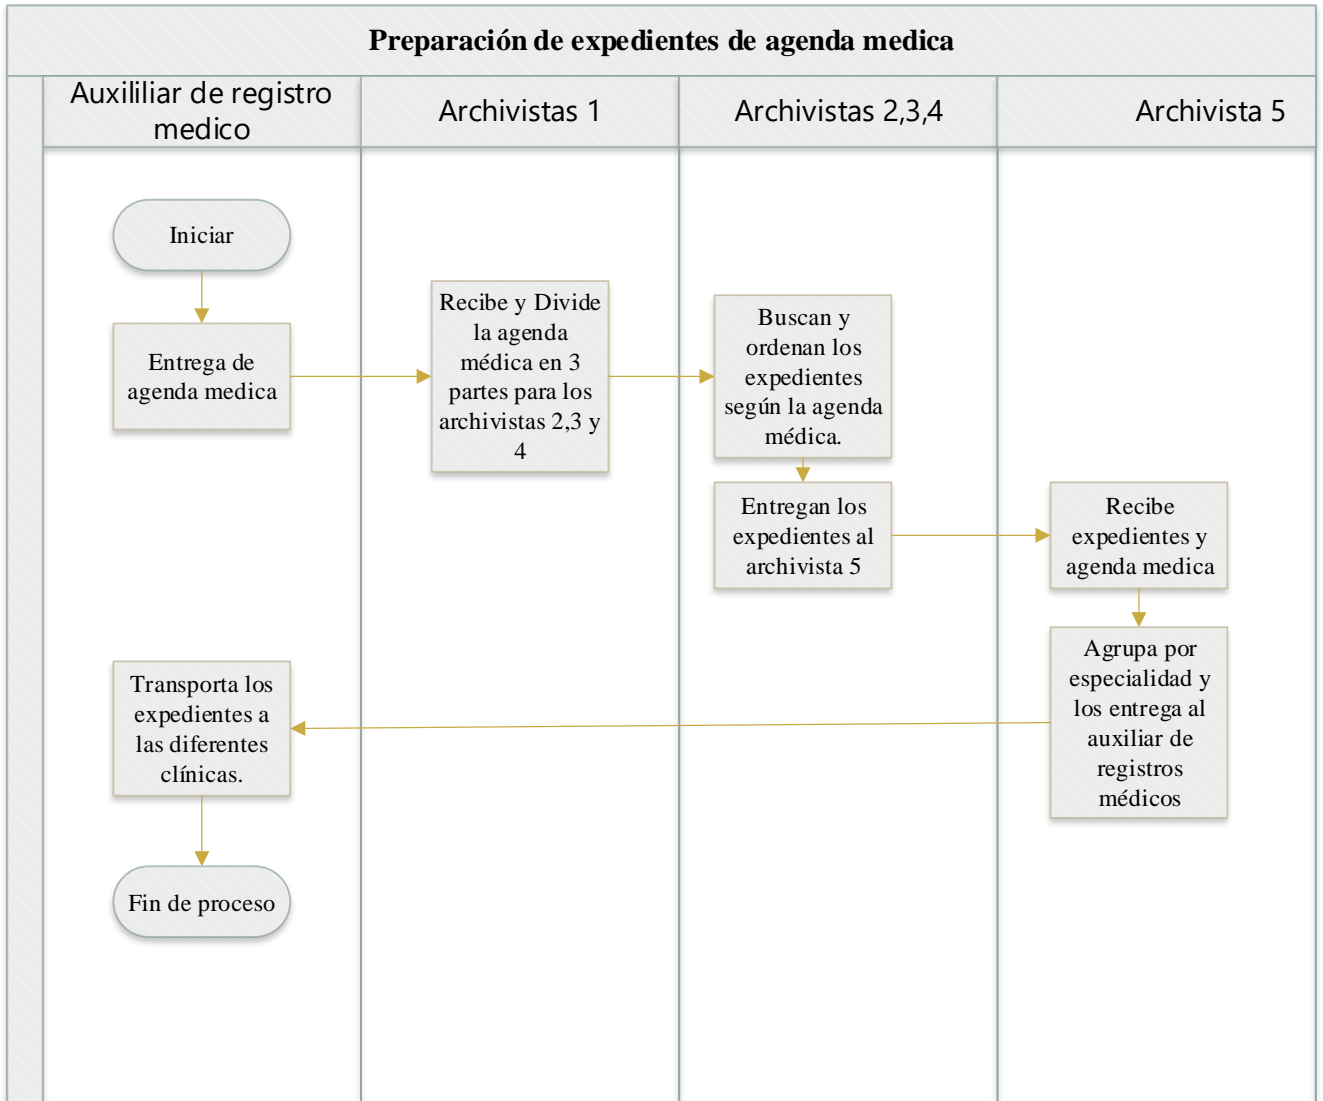 Preparación de expedientes de agenda medica
Auxililiar de registro
medico
Archivistas 1
Archivistas 2,3,4
Archivista 5
Iniciar
Entrega de
agenda medica
Recibe y Divide
la agenda
médica en 3
partes para los
archivistas 2,3 y
4
Buscan y
ordenan los
expedientes
según la agenda
médica.
Entregan los
expedientes al
archivista 5
Recibe
expedientes y
agenda medica
Agrupa por
especialidad y
los entrega al
auxiliar de
registros
médicos
Transporta los
expedientes a
las diferentes
clínicas.
Fin de proceso